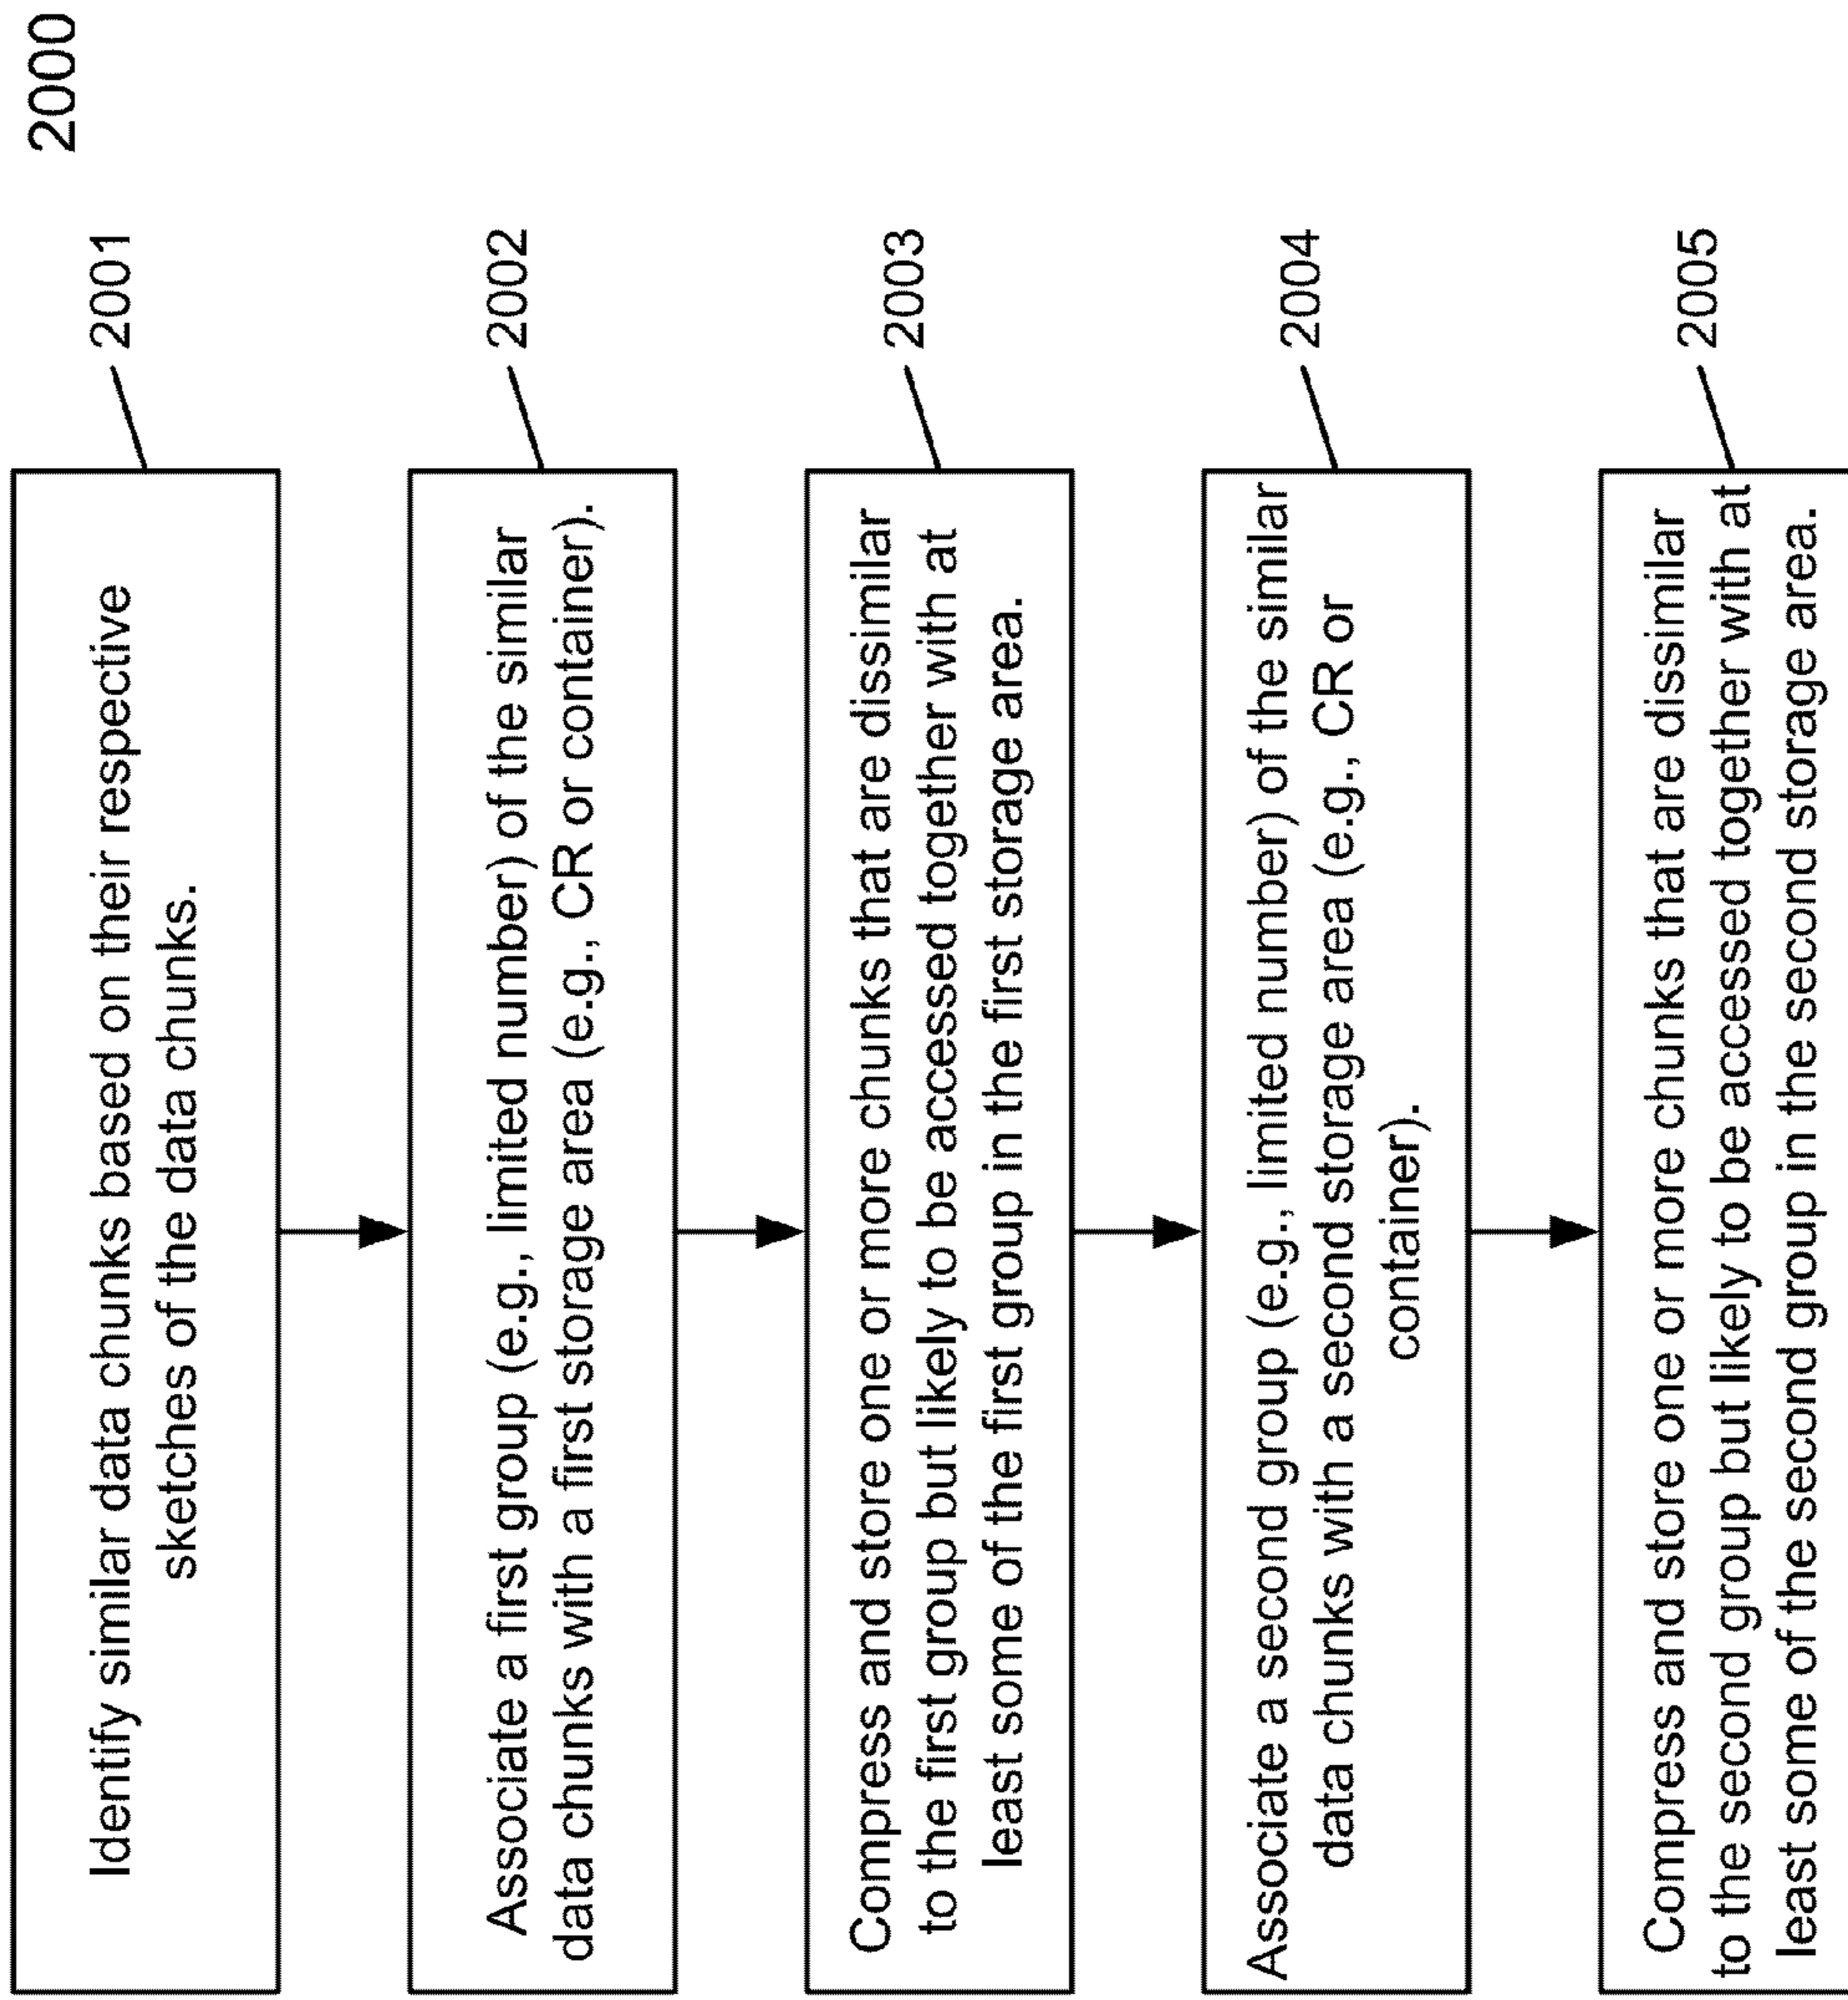 2000
Identify similar data chunks based on their respective
sketches of the data chunks.
2001
Associate a first group (e.g., limited number) of the similar
data chunks with a first storage area (e.g., CR or container).
2002
Compress and store one or more chunks that are dissimilar
to the first group but likely to be accessed together with at
least some of the first group in the first storage area.
2003
Associate a second group (e.g., limited number) of the similar
data chunks with a second storage area (e.g., CR or
container).
2004
Compress and store one or more chunks that are dissimilar
to the second group but likely to be accessed together with at
least some of the second group in the second storage area.
2005